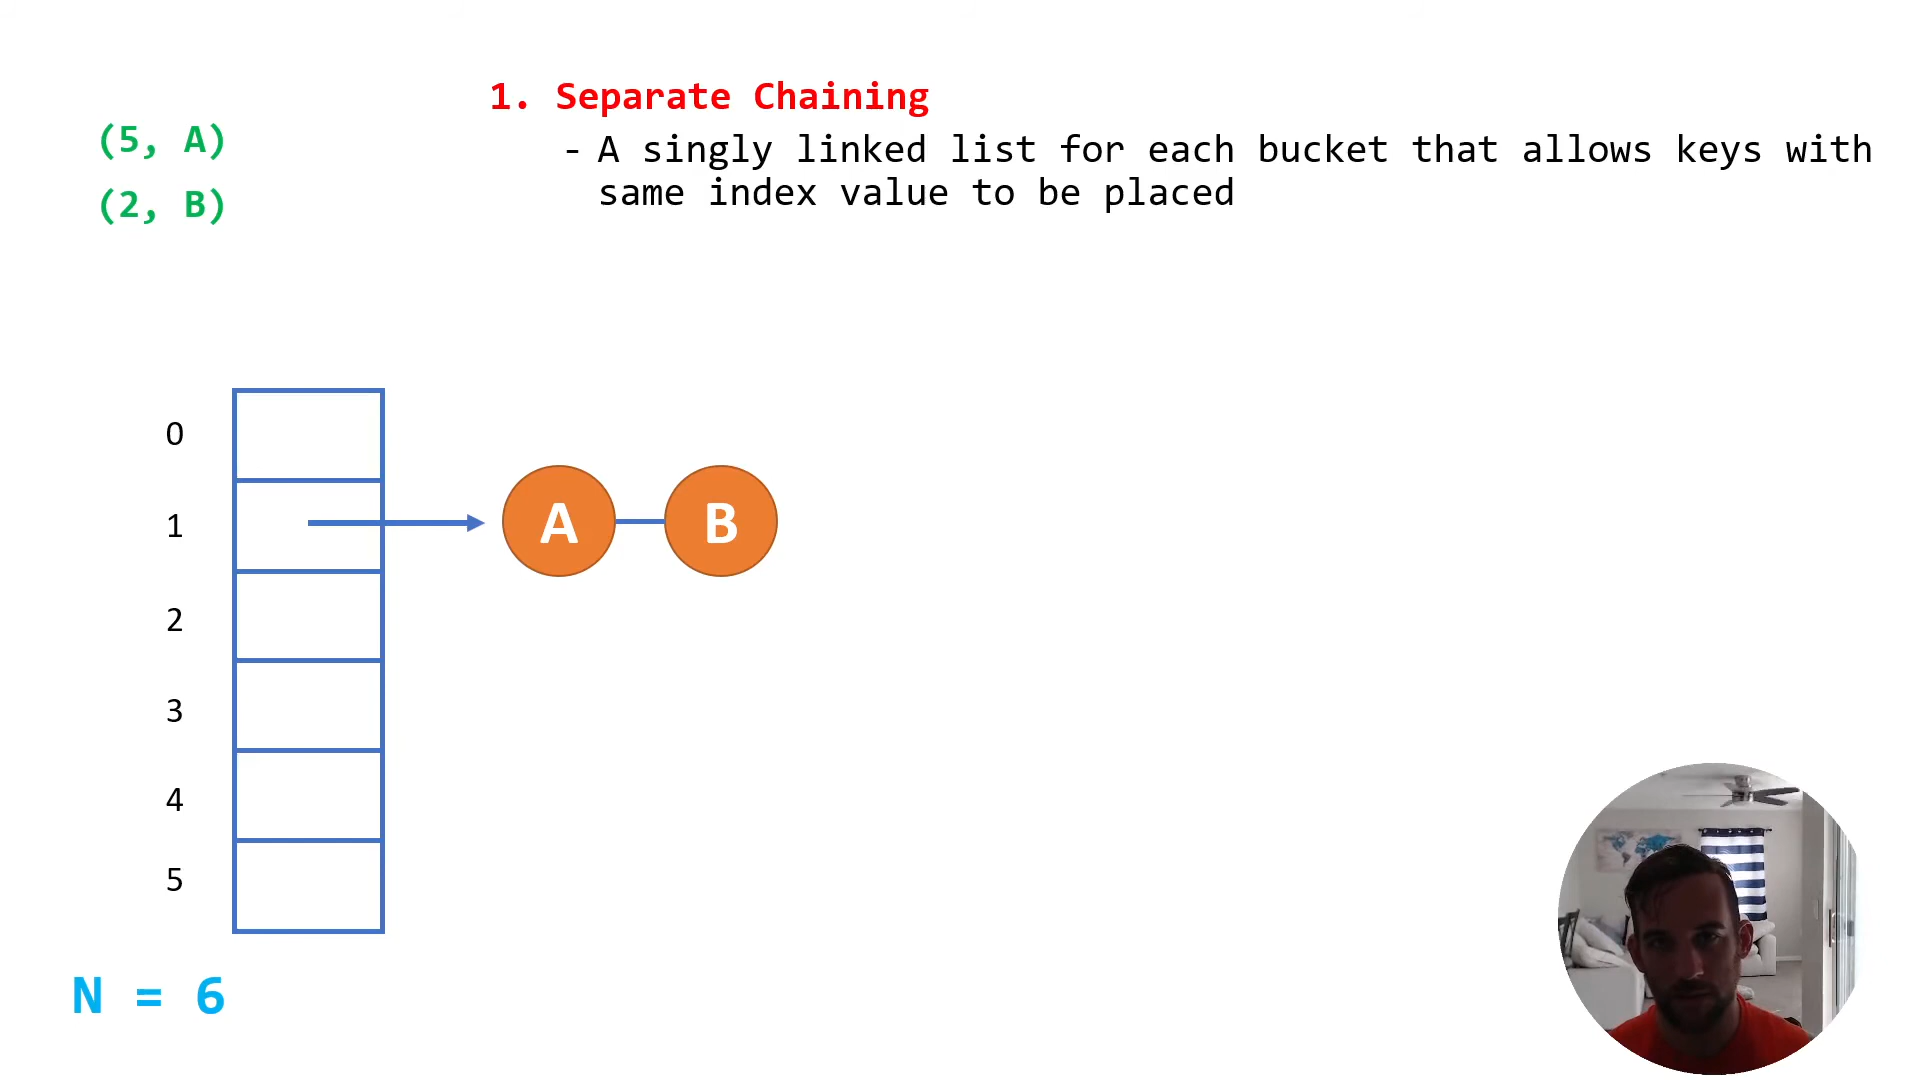 1. Separate Chaining
- A singly linked list for each bucket that allows keys with
same index value to be placed
(5, A)
(2, B)
0
1
A
B
2
3
4
5
N = 6